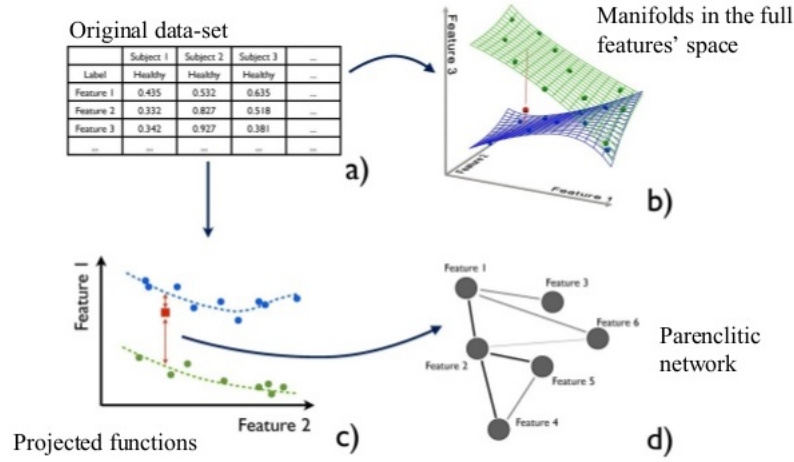 Original data-set
Subject 1 Subject 2 Subject 3 ...
Label Healthy Healthy Healthy ...
Feature 1 0.435 0.532 0.635 ...
Feature 2 0.332 0.827 0.518 ...
Feature 3 0.342 0.927 0.381 ...
... ... ... ... ...
a)
Manifolds in the full
features' space
Feature 3
Feature 2
Feature 1
b)
Feature 1
Feature 2
c)
Projected functions
Feature 1
Feature 3
Feature 6
Feature 2
Feature 5
Feature 4
d)
Parenclitic
network